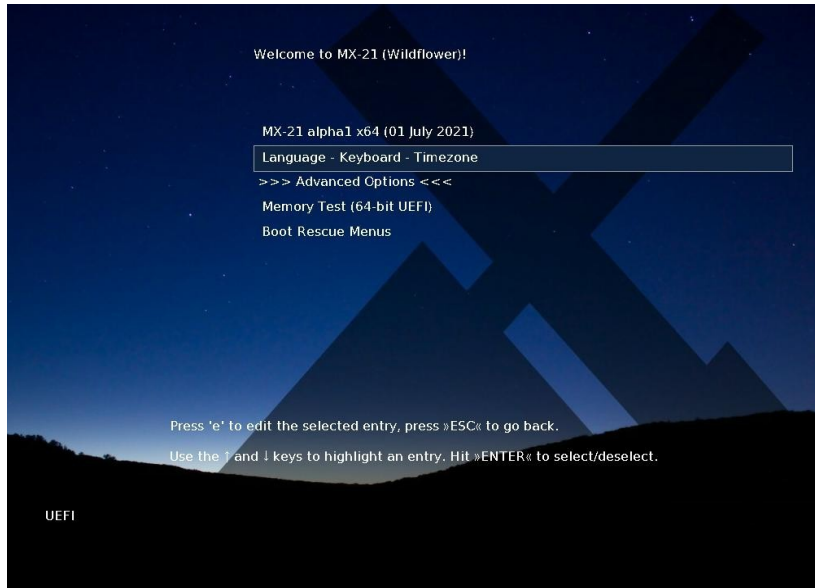 Welcome to MX-21 (Wildflower)!
MX-21 alpha1 x64 (01 July 2021)
Language - Keyboard - Timezone
>>> Advanced Options <<<
Memory Test (64-bit UEFI)
Boot Rescue Menus
Press 'e' to edit the selected entry, press »ESC« to go back.
Use the ↑ and ↓ keys to highlight an entry. Hit »ENTER« to select/deselect.
UEFI